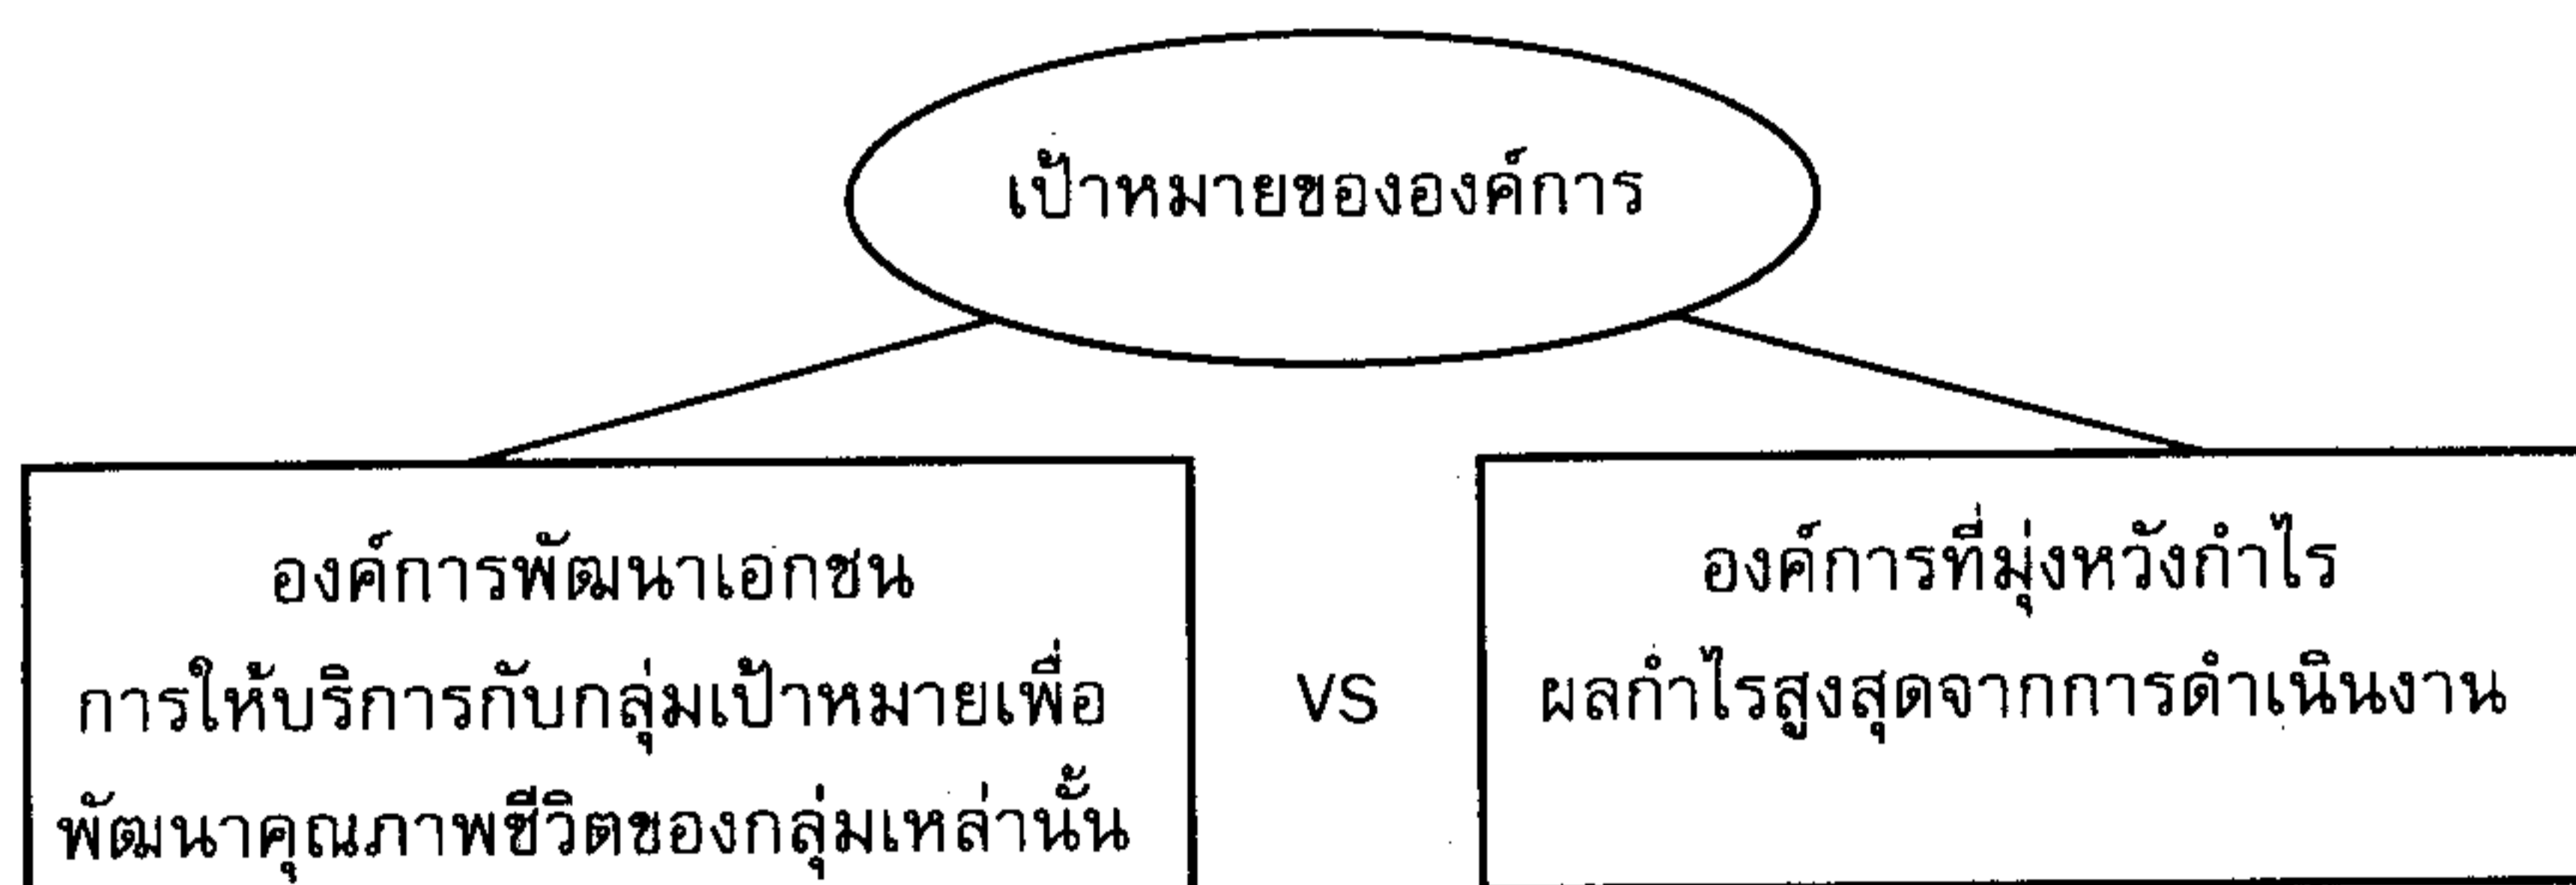 เป้าหมายขององค์การ
องค์การพัฒนาเอกชน
การให้บริการกับกลุ่มเป้าหมายเพื่อ
พัฒนาคุณภาพชีวิตของกลุ่มเหล่านั้น
VS
องค์การที่มุ่งหวังกำไร
ผลกำไรสูงสุดจากการดำเนินงาน